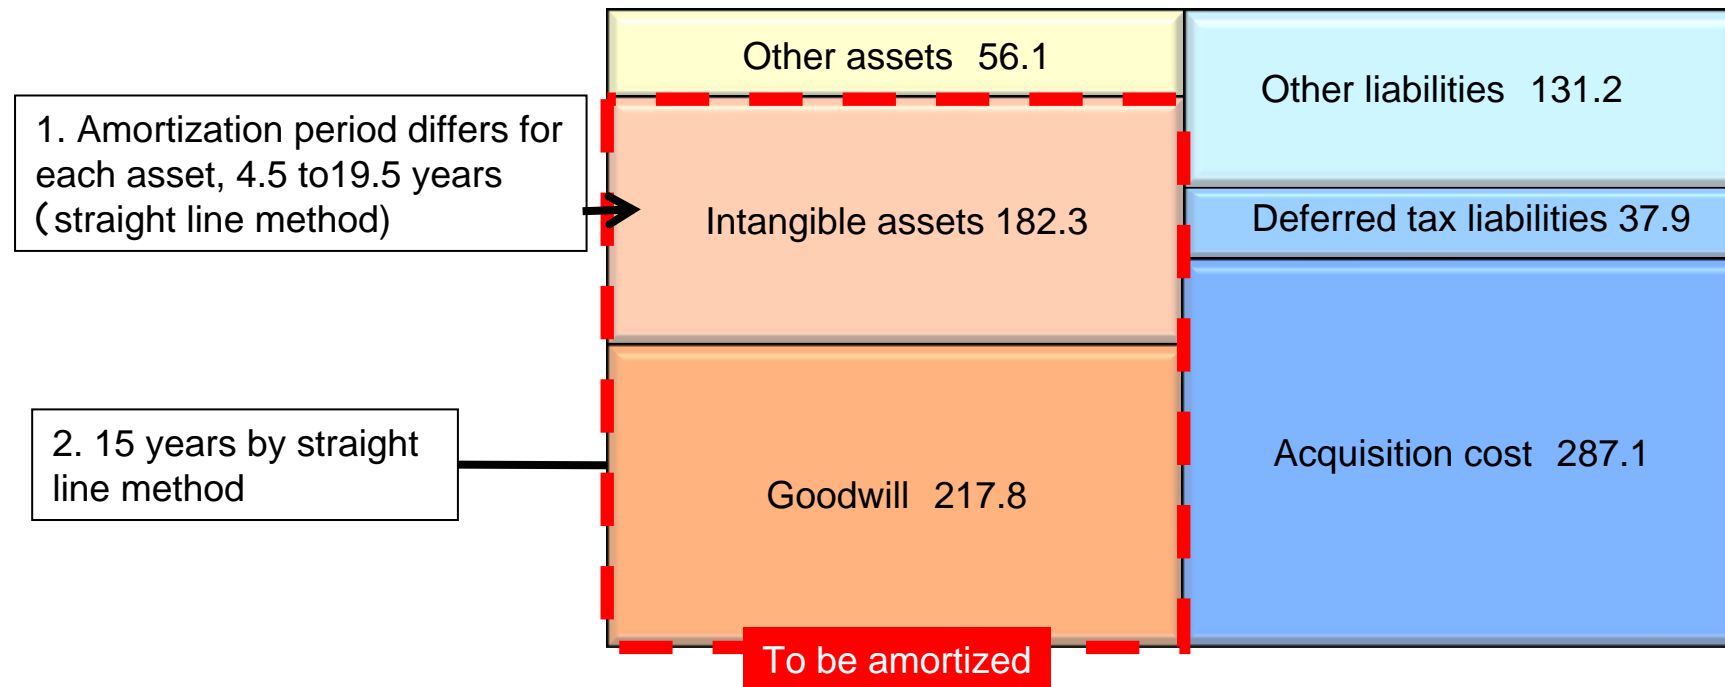 Other assets 56.1
Other liabilities 131.2
1. Amortization period differs for
each asset, 4.5 to19.5 years
(straight line method)
Intangible assets 182.3
Deferred tax liabilities 37.9
2. 15 years by straight
line method
Goodwill 217.8
Acquisition cost 287.1
To be amortized